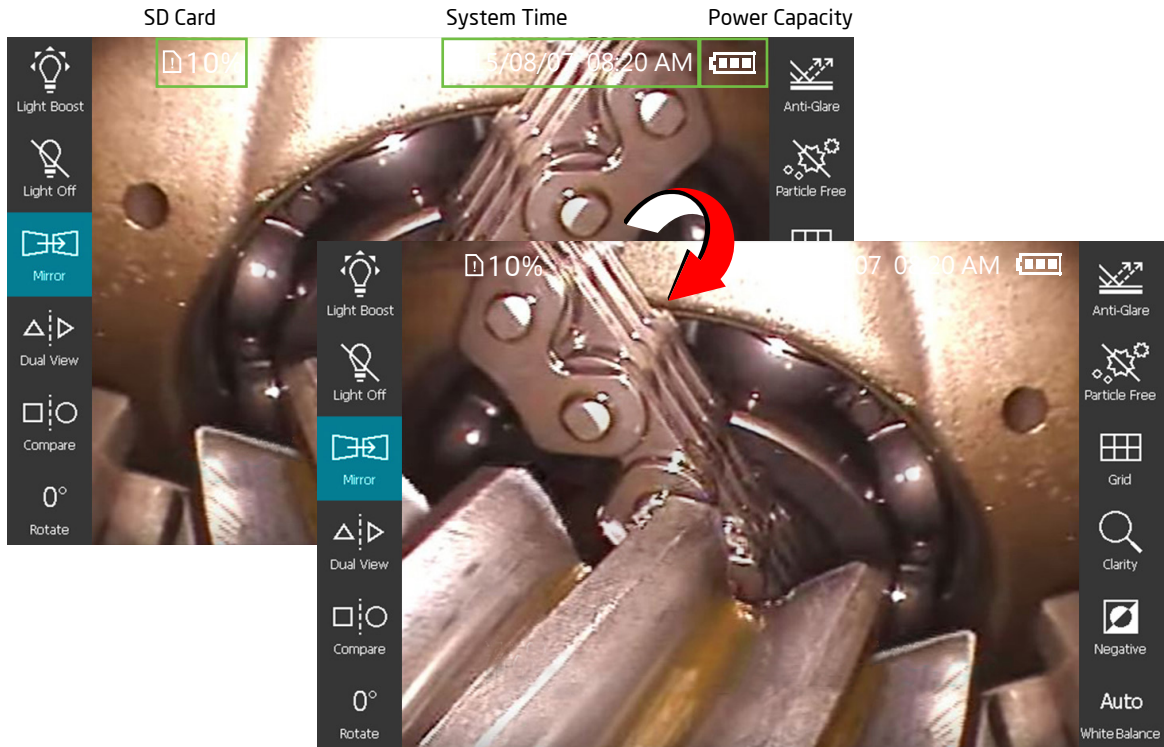 SD Card System Time Power Capacity
Light Boost
Light Off
Mirror
Dual View
Compare
0°
Rotate
10%
/08/07 08:20 AM
Anti-Glare
Particle Free
Light Boost
Light Off
Mirror
Dual View
Compare
0°
Rotate
10%
07 AM
Anti-Glare
Particle Free
Grid
Clarity
Negative
Auto
White Balance